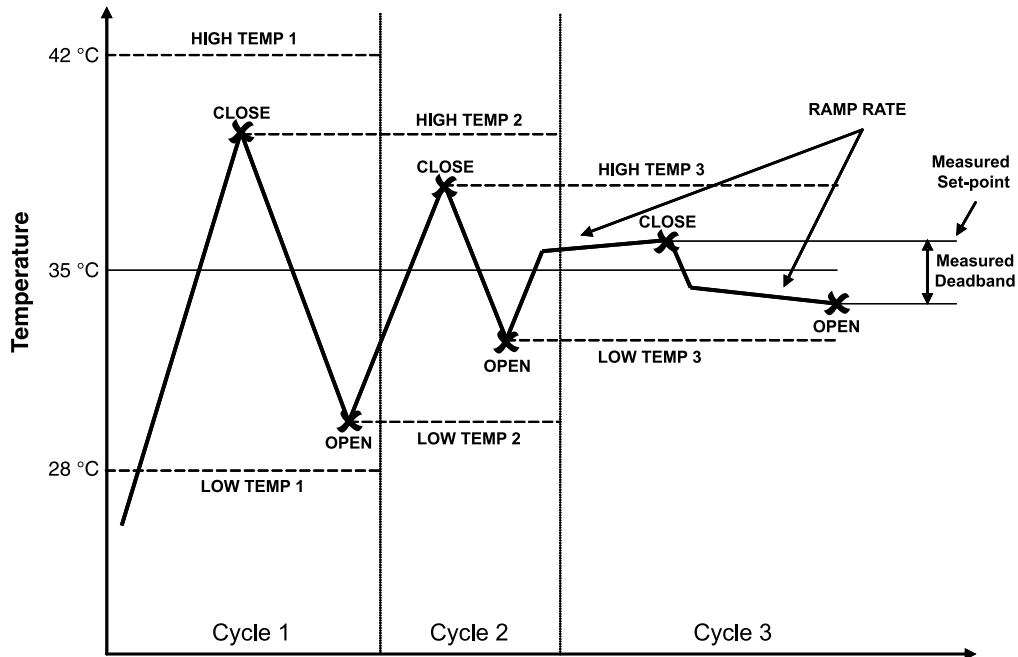 HIGH TEMP 1
42 °C
CLOSE
HIGH TEMP 2
RAMP RATE
CLOSE
HIGH TEMP 3
Measured
Set-point
CLOSE
35 °C
Measured
Deadband
Temperature
OPEN
OPEN
LOW TEMP 3
OPEN
LOW TEMP 2
28 °C
LOW TEMP 1
Cycle 1
Cycle 2
Cycle 3